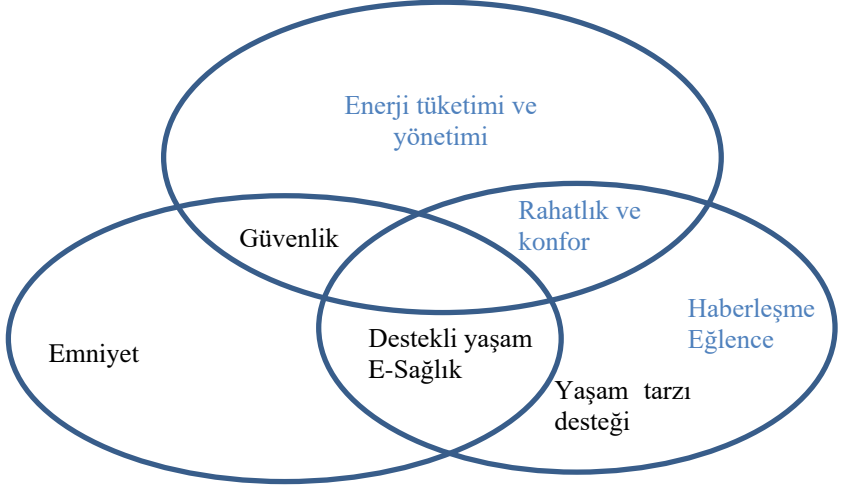 Enerji tüketimi ve
yönetimi
Rahatlık ve
konfor
Güvenlik
Haberleşme
Eğlence
Destekli yaşam
E-Sağlık
Emniyet
Yaşam tarzı
desteği